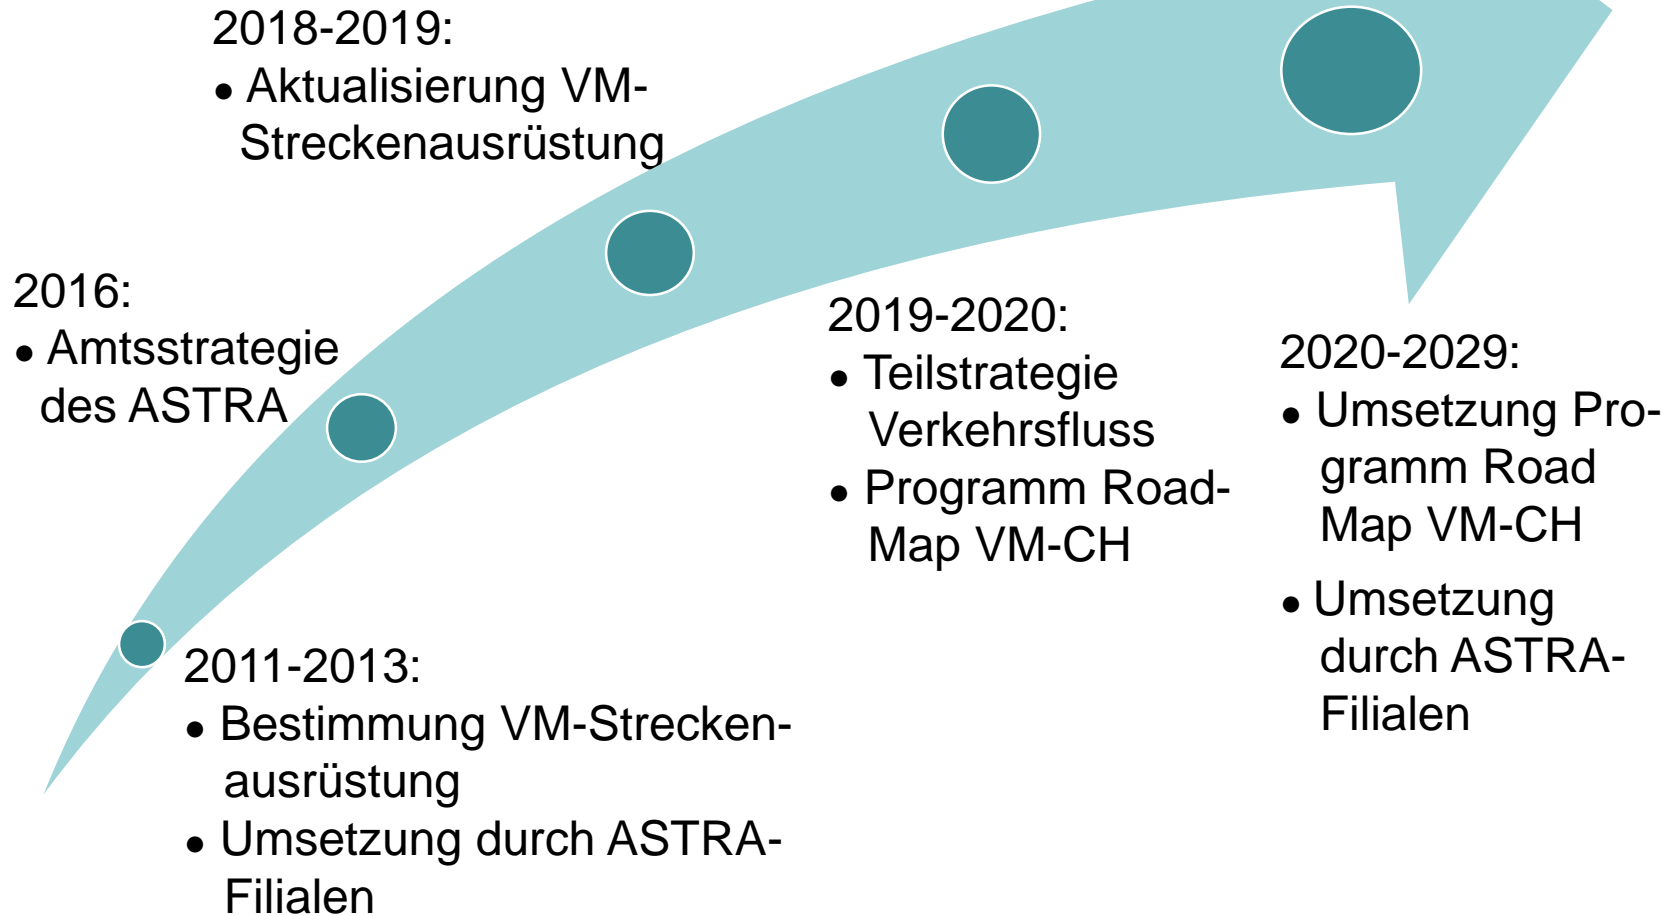 2018-2019:
• Aktualisierung VM-
Streckenausrüstung
2016:
• Amtsstrategie
des ASTRA
2011-2013:
• Bestimmung VM-Strecken-
ausrüstung
• Umsetzung durch ASTRA-
Filialen
2019-2020:
• Teilstrategie
Verkehrsfluss
• Programm Road-
Map VM-CH
2020-2029:
• Umsetzung Pro-
gramm Road
Map VM-CH
• Umsetzung
durch ASTRA-
Filialen